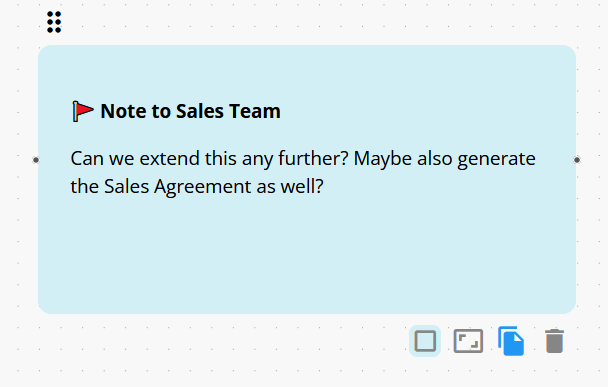 🚩 Note to Sales Team
Can we extend this any further? Maybe also generate
the Sales Agreement as well?